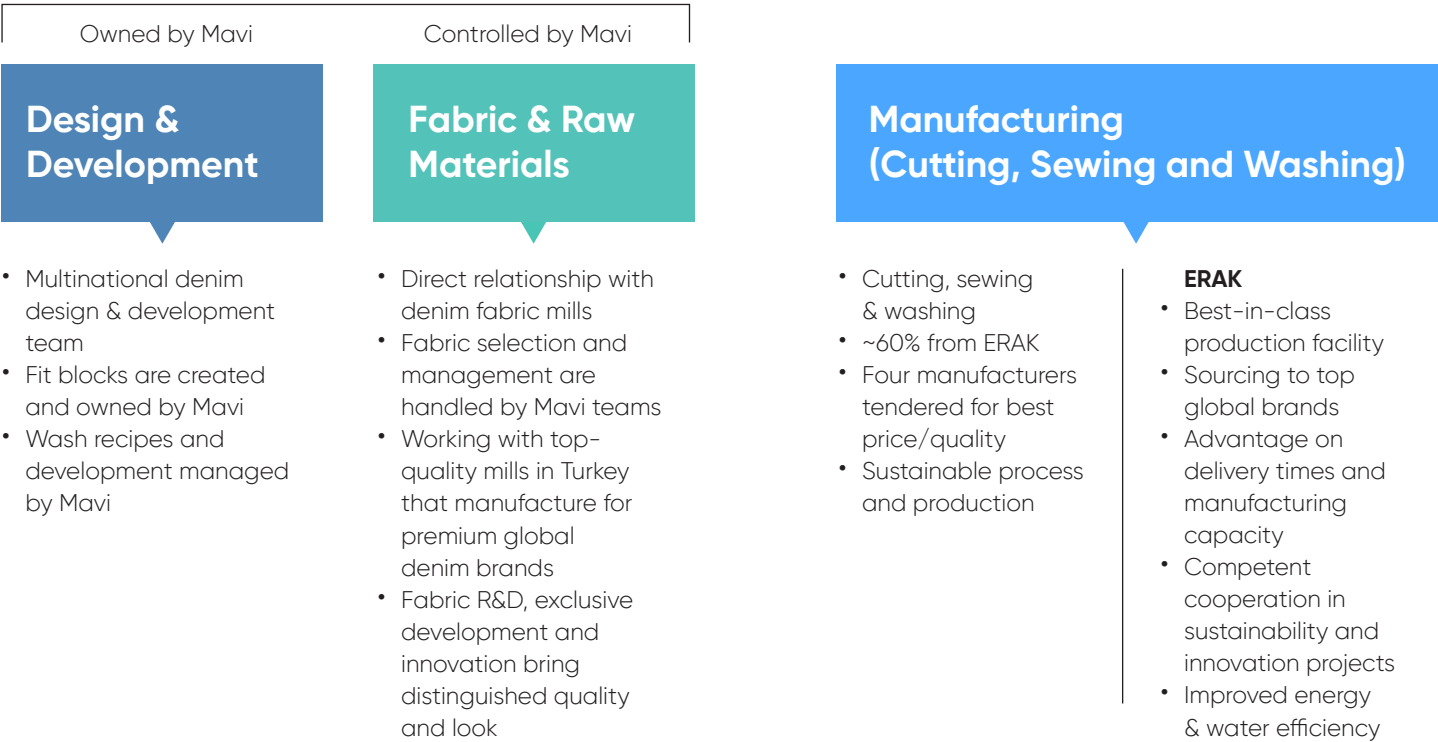 Owned by Mavi
Controlled by Mavi
Design &
Development
• Multinational denim
design & development
team
• Fit blocks are created
and owned by Mavi
• Wash recipes and
development managed
by Mavi
Fabric & Raw
Materials
• Direct relationship with
denim fabric mills
• Fabric selection and
management are
handled by Mavi teams
• Working with top-
quality mills in Turkey
that manufacture for
premium global
denim brands
• Fabric R&D, exclusive
development and
innovation bring
distinguished quality
and look
Manufacturing
(Cutting, Sewing and Washing)
• Cutting, sewing
& washing
• ~60% from ERAK
• Four manufacturers
tendered for best
price/quality
• Sustainable process
and production
ERAK
• Best-in-class
production facility
• Sourcing to top
global brands
• Advantage on
delivery times and
manufacturing
capacity
• Competent
cooperation in
sustainability and
innovation projects
• Improved energy
& water efficiency